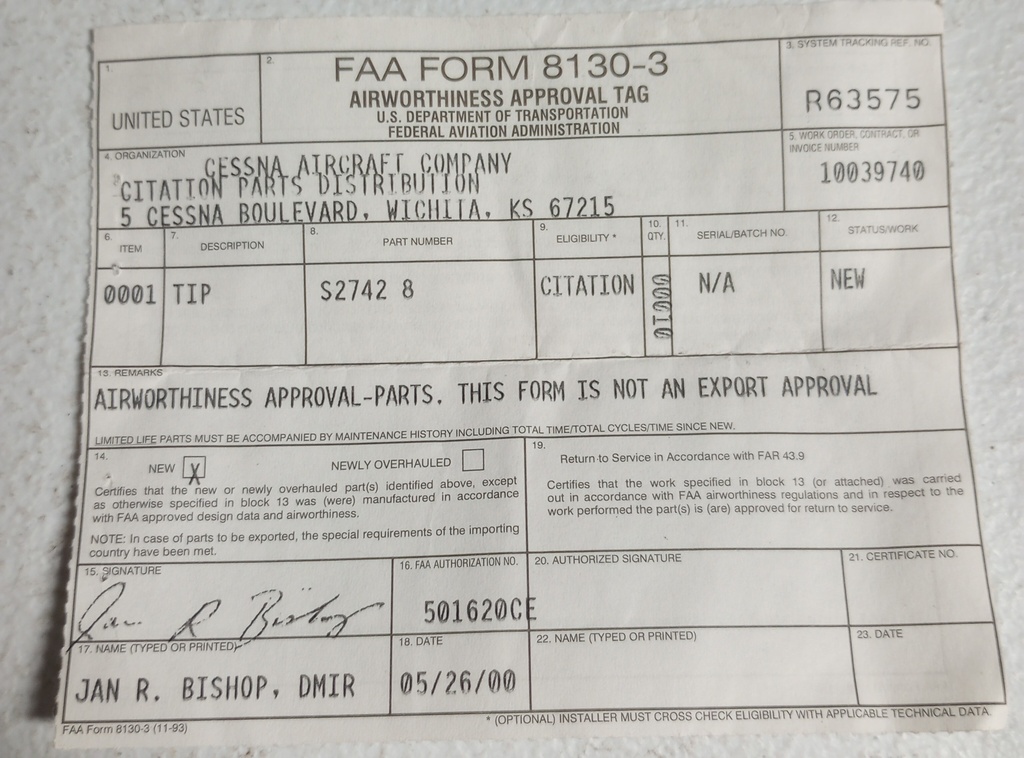 1.
UNITED STATES
2.
FAA FORM 8130-3
AIRWORTHINESS APPROVAL TAG
U.S. DEPARTMENT OF TRANSPORTATION
FEDERAL AVIATION ADMINISTRATION
3. SYSTEM TRACKING REF. NO.
R63575
4. ORGANIZATION
CESSNA AIRCRAFT COMPANY
CITATION PARTS DISTRIBUTION
5 CESSNA BOULEVARD, WICHITA, KS 67215
5. WORK ORDER, CONTRACT, OR
INVOICE NUMBER
10039740
6. ITEM
7. DESCRIPTION
8. PART NUMBER
9. ELIGIBILITY *
10. QTY.
11. SERIAL/BATCH NO.
12. STATUS/WORK
0001 TIP S2742 8 CITATION 00010 N/A NEW
13. REMARKS
AIRWORTHINESS APPROVAL-PARTS. THIS FORM IS NOT AN EXPORT APPROVAL
LIMITED LIFE PARTS MUST BE ACCOMPANIED BY MAINTENANCE HISTORY INCLUDING TOTAL TIME/TOTAL CYCLES/TIME SINCE NEW.
14.
NEW X NEWLY OVERHAULED
Certifies that the new or newly overhauled part(s) identified above, except
as otherwise specified in block 13 was (were) manufactured in accordance
with FAA approved design data and airworthiness.
NOTE: In case of parts to be exported, the special requirements of the importing
country have been met.
19.
Return to Service in Accordance with FAR 43.9
Certifies that the work specified in block 13 (or attached) was carried
out in accordance with FAA airworthiness regulations and in respect to the
work performed the part(s) is (are) approved for return to service.
15. SIGNATURE
Jan R Bishop
16. FAA AUTHORIZATION NO.
501620CE
20. AUTHORIZED SIGNATURE
21. CERTIFICATE NO.
17. NAME (TYPED OR PRINTED)
JAN R. BISHOP, DMIR
18. DATE
05/26/00
22. NAME (TYPED OR PRINTED)
23. DATE
FAA Form 8130-3 (11-93)
* (OPTIONAL) INSTALLER MUST CROSS CHECK ELIGIBILITY WITH APPLICABLE TECHNICAL DATA.